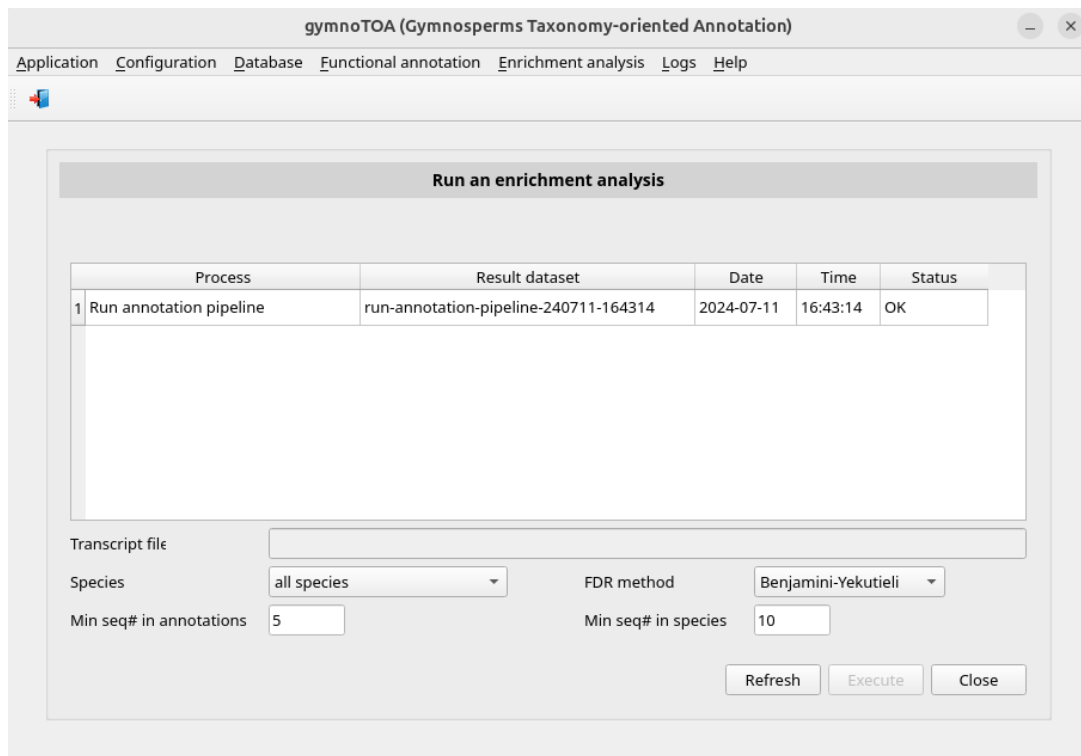 gymnoTOA (Gymnosperms Taxonomy-oriented Annotation)
Application Configuration Database Functional annotation Enrichment analysis Logs Help
Run an enrichment analysis
Process Result dataset Date Time Status
1 Run annotation pipeline run-annotation-pipeline-240711-164314 2024-07-11 16:43:14 OK
Transcript file
Species all species FDR method Benjamini-Yekutieli
Min seq# in annotations 5 Min seq# in species 10
Refresh Execute Close